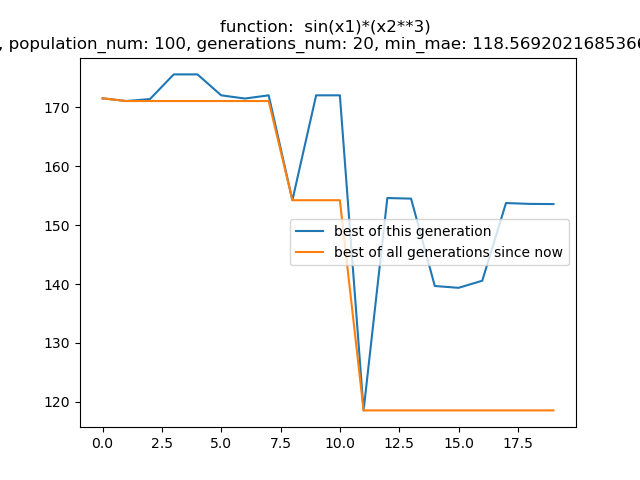 function:  sin(x1)*(x2**3)
, population_num: 100, generations_num: 20, min_mae: 118.5692021685366
170
160
150
140
130
120
best of this generation
best of all generations since now
0.0 2.5 5.0 7.5 10.0 12.5 15.0 17.5